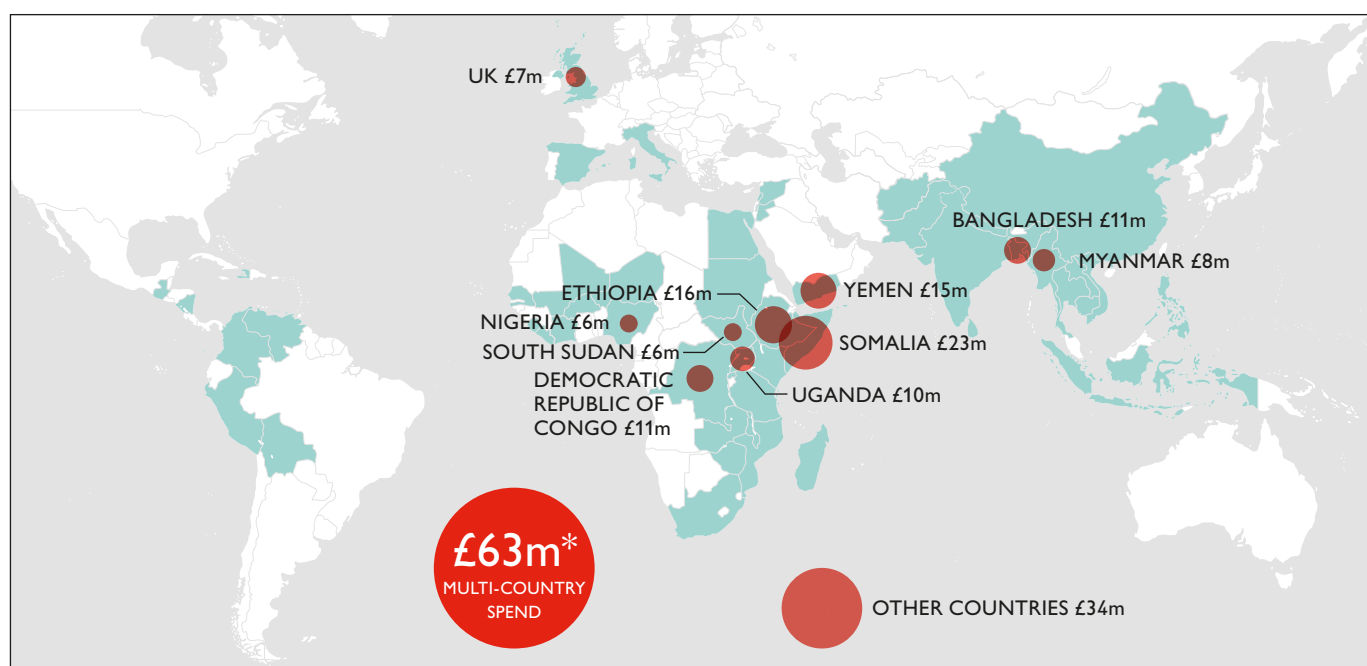 UK £7m
BANGLADESH £11m
MYANMAR £8m
ETHIOPIA £16m
YEMEN £15m
NIGERIA £6m
SOUTH SUDAN £6m
SOMALIA £23m
DEMOCRATIC
REPUBLIC OF
CONGO £11m
UGANDA £10m
£63m*
MULTI-COUNTRY
SPEND
OTHER COUNTRIES £34m